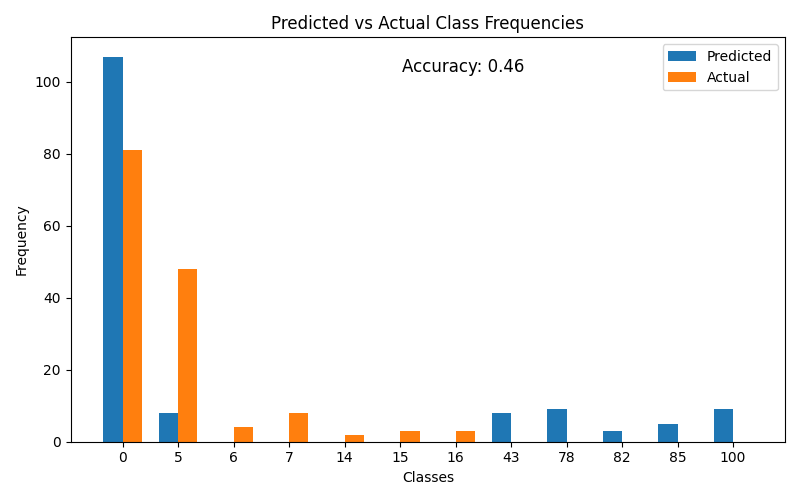 Predicted vs Actual Class Frequencies
Accuracy: 0.46
Predicted
Actual
Frequency
100
80
60
40
20
0
0 5 6 7 14 15 16 43 78 82 85 100
Classes